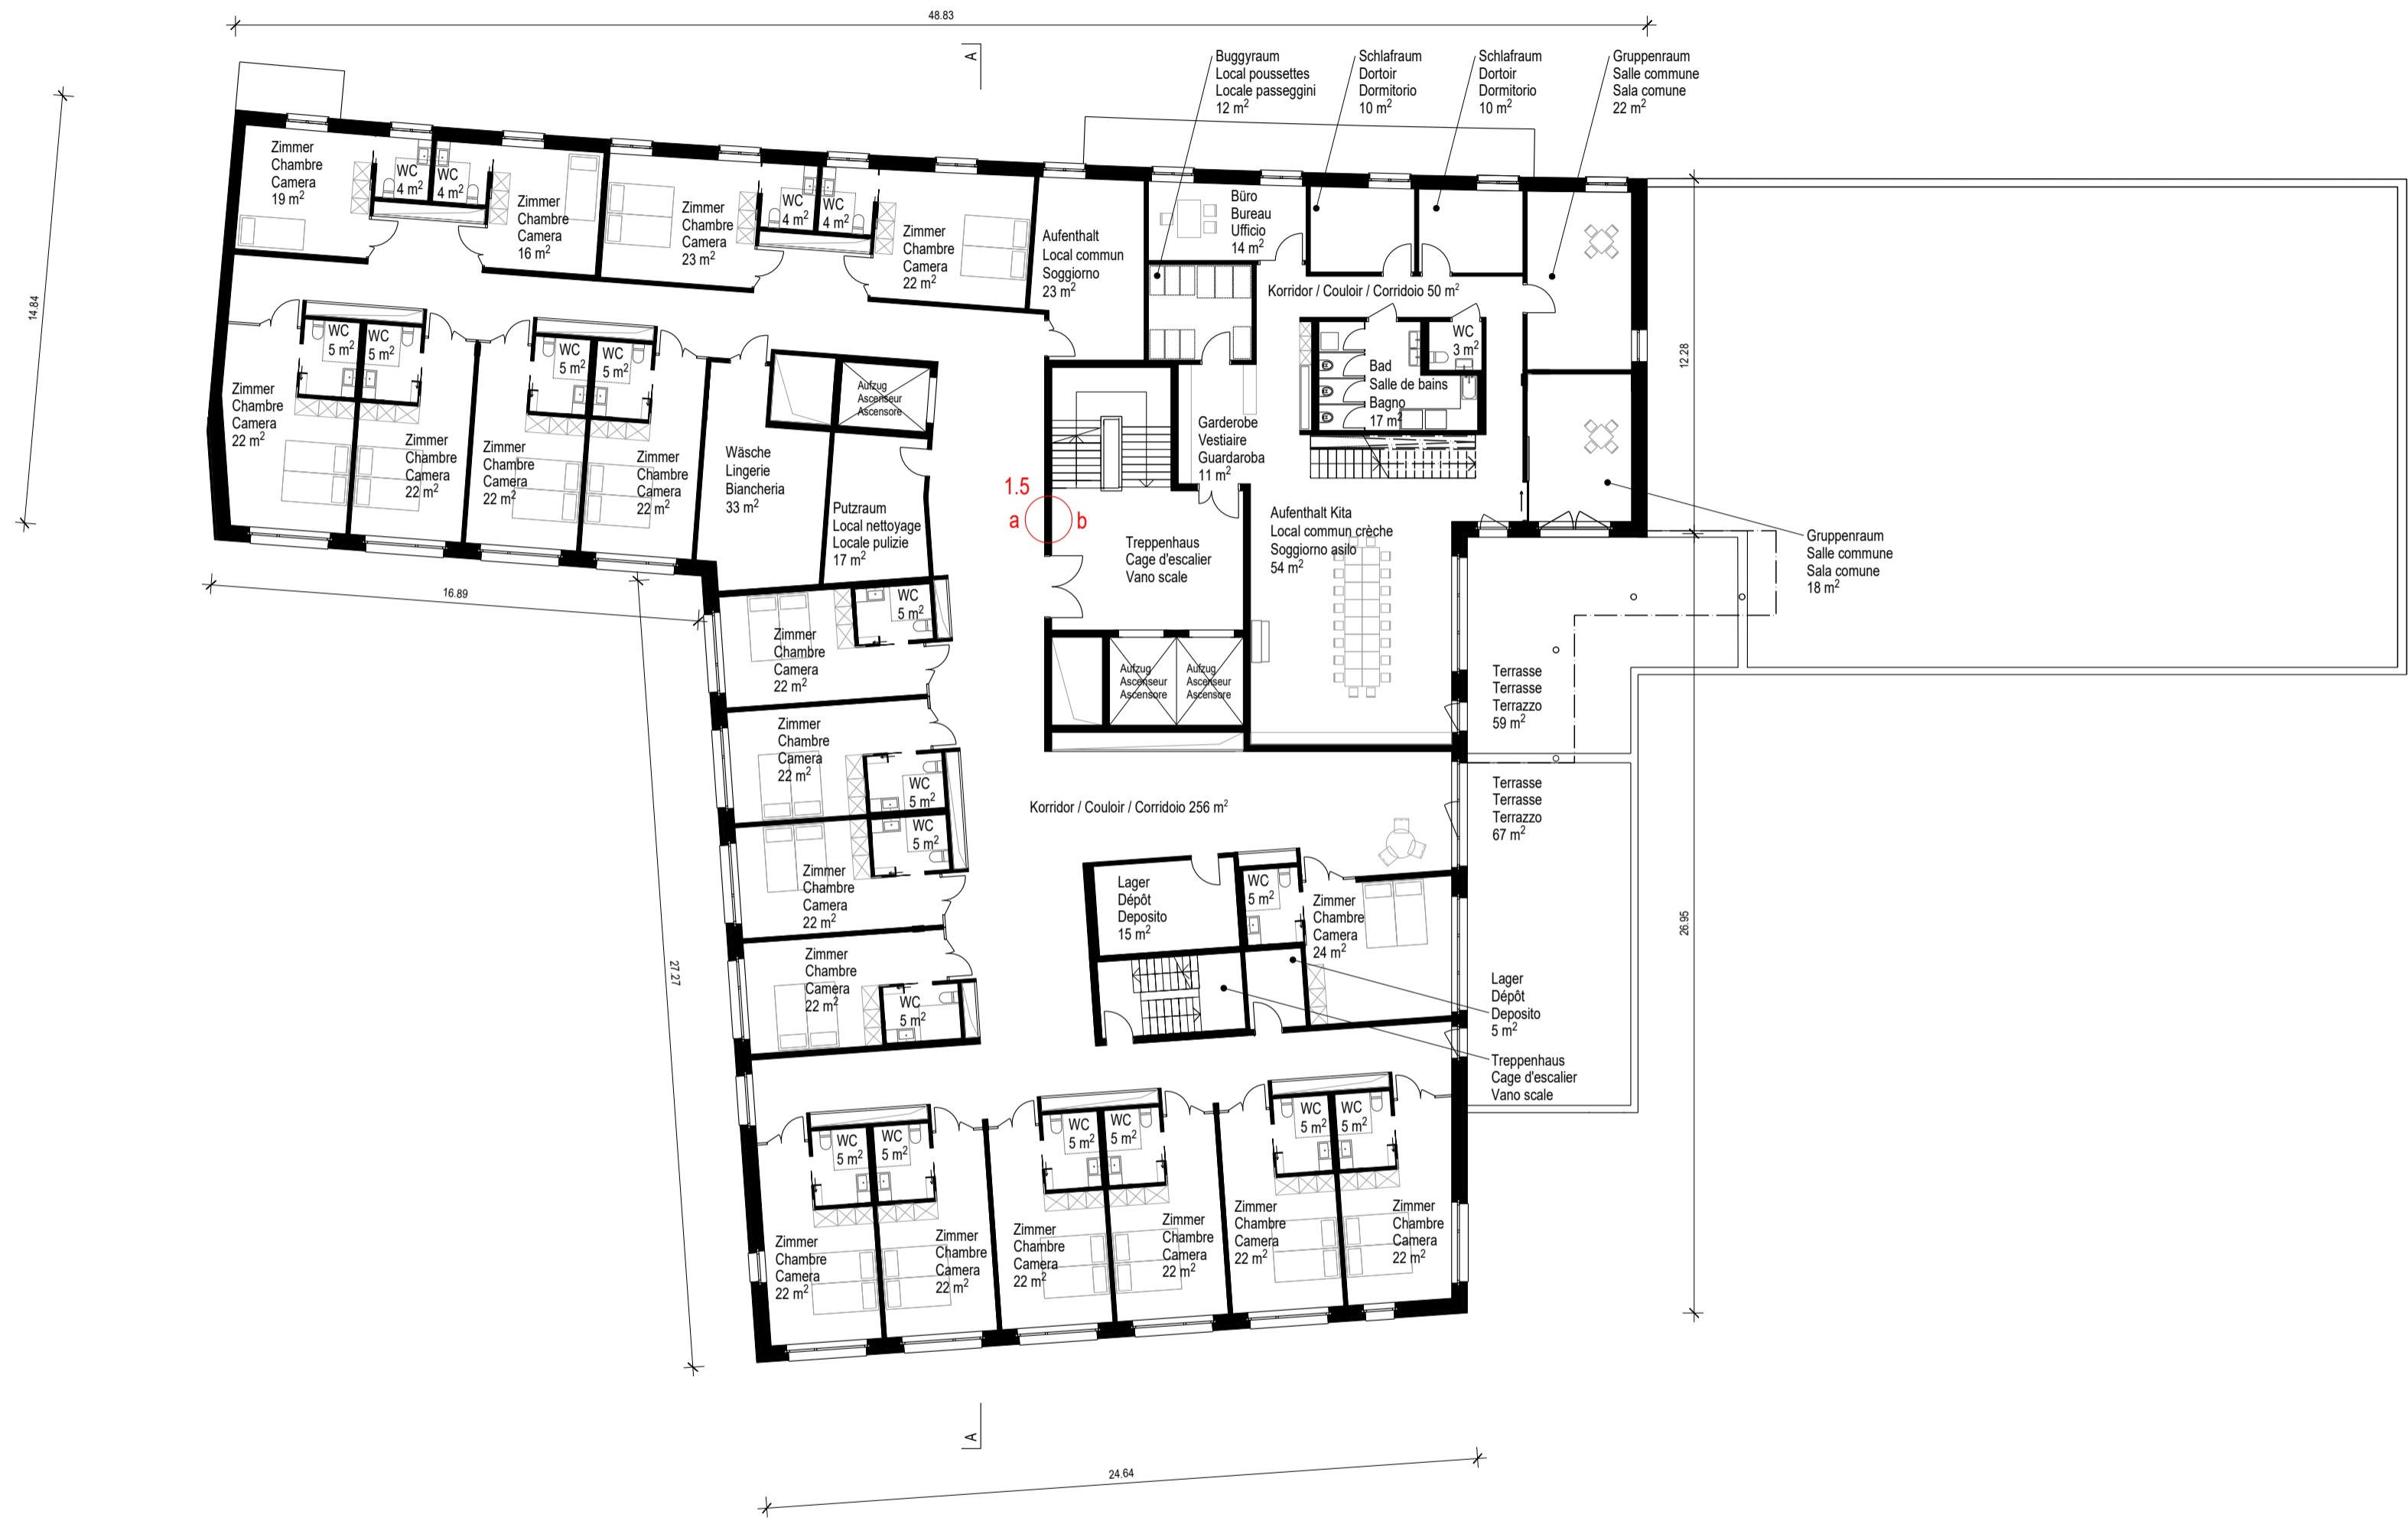 48.83
A
Buggyraum
Local poussettes
Locale passeggini
12 m²
Schlafraum
Dortoir
Dormitorio
10 m²
Schlafraum
Dortoir
Dormitorio
10 m²
Gruppenraum
Salle commune
Sala comune
22 m²
14.84
Zimmer
Chambre
Camera
19 m²
WC
4 m²
WC
4 m²
Zimmer
Chambre
Camera
16 m²
Zimmer
Chambre
Camera
23 m²
WC
4 m²
WC
4 m²
Zimmer
Chambre
Camera
22 m²
Aufenthalt
Local commun
Soggiorno
23 m²
Büro
Bureau
Ufficio
14 m²
Korridor / Couloir / Corridoio 50 m²
WC
5 m²
WC
5 m²
WC
5 m²
WC
5 m²
Zimmer
Chambre
Camera
22 m²
Zimmer
Chambre
Camera
22 m²
Zimmer
Chambre
Camera
22 m²
Zimmer
Chambre
Camera
22 m²
Wäsche
Lingerie
Biancheria
33 m²
Aufzug
Ascenseur
Ascensore
Putzraum
Local nettoyage
Locale pulizie
17 m²
1.5
a
b
Garderobe
Vestiaire
Guardaroba
11 m²
Bad
Salle de bains
Bagno
17 m²
WC
3 m²
12.28
Treppenhaus
Cage d'escalier
Vano scale
Aufenthalt Kita
Local commun crèche
Soggiorno asilo
54 m²
Gruppenraum
Salle commune
Sala comune
18 m²
16.89
Zimmer
Chambre
Camera
22 m²
WC
5 m²
Aufzug
Ascenseur
Ascensore
Aufzug
Ascenseur
Ascensore
Terrasse
Terrasse
Terrazzo
59 m²
Zimmer
Chambre
Camera
22 m²
WC
5 m²
Korridor / Couloir / Corridoio 256 m²
Terrasse
Terrasse
Terrazzo
67 m²
WC
5 m²
Zimmer
Chambre
Camera
22 m²
Lager
Dépôt
Deposito
15 m²
WC
5 m²
Zimmer
Chambre
Camera
24 m²
26.95
27.27
Zimmer
Chambre
Camera
22 m²
WC
5 m²
Lager
Dépôt
Deposito
5 m²
Treppenhaus
Cage d'escalier
Vano scale
WC
5 m²
WC
5 m²
WC
5 m²
WC
5 m²
WC
5 m²
WC
5 m²
Zimmer
Chambre
Camera
22 m²
Zimmer
Chambre
Camera
22 m²
Zimmer
Chambre
Camera
22 m²
Zimmer
Chambre
Camera
22 m²
Zimmer
Chambre
Camera
22 m²
Zimmer
Chambre
Camera
22 m²
A
24.64